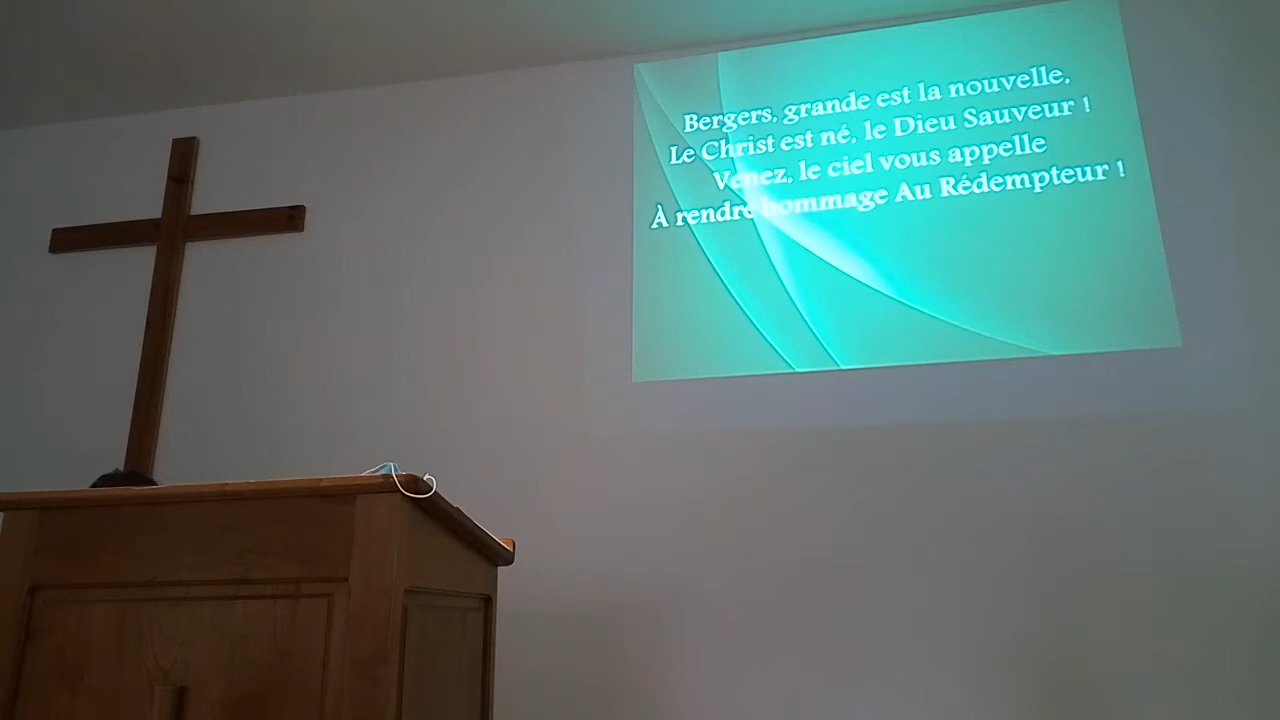 Bergers, grande est la nouvelle,
Le Christ est né, le Dieu Sauveur !
Venez, le ciel vous appelle
À rendre hommage Au Rédempteur !